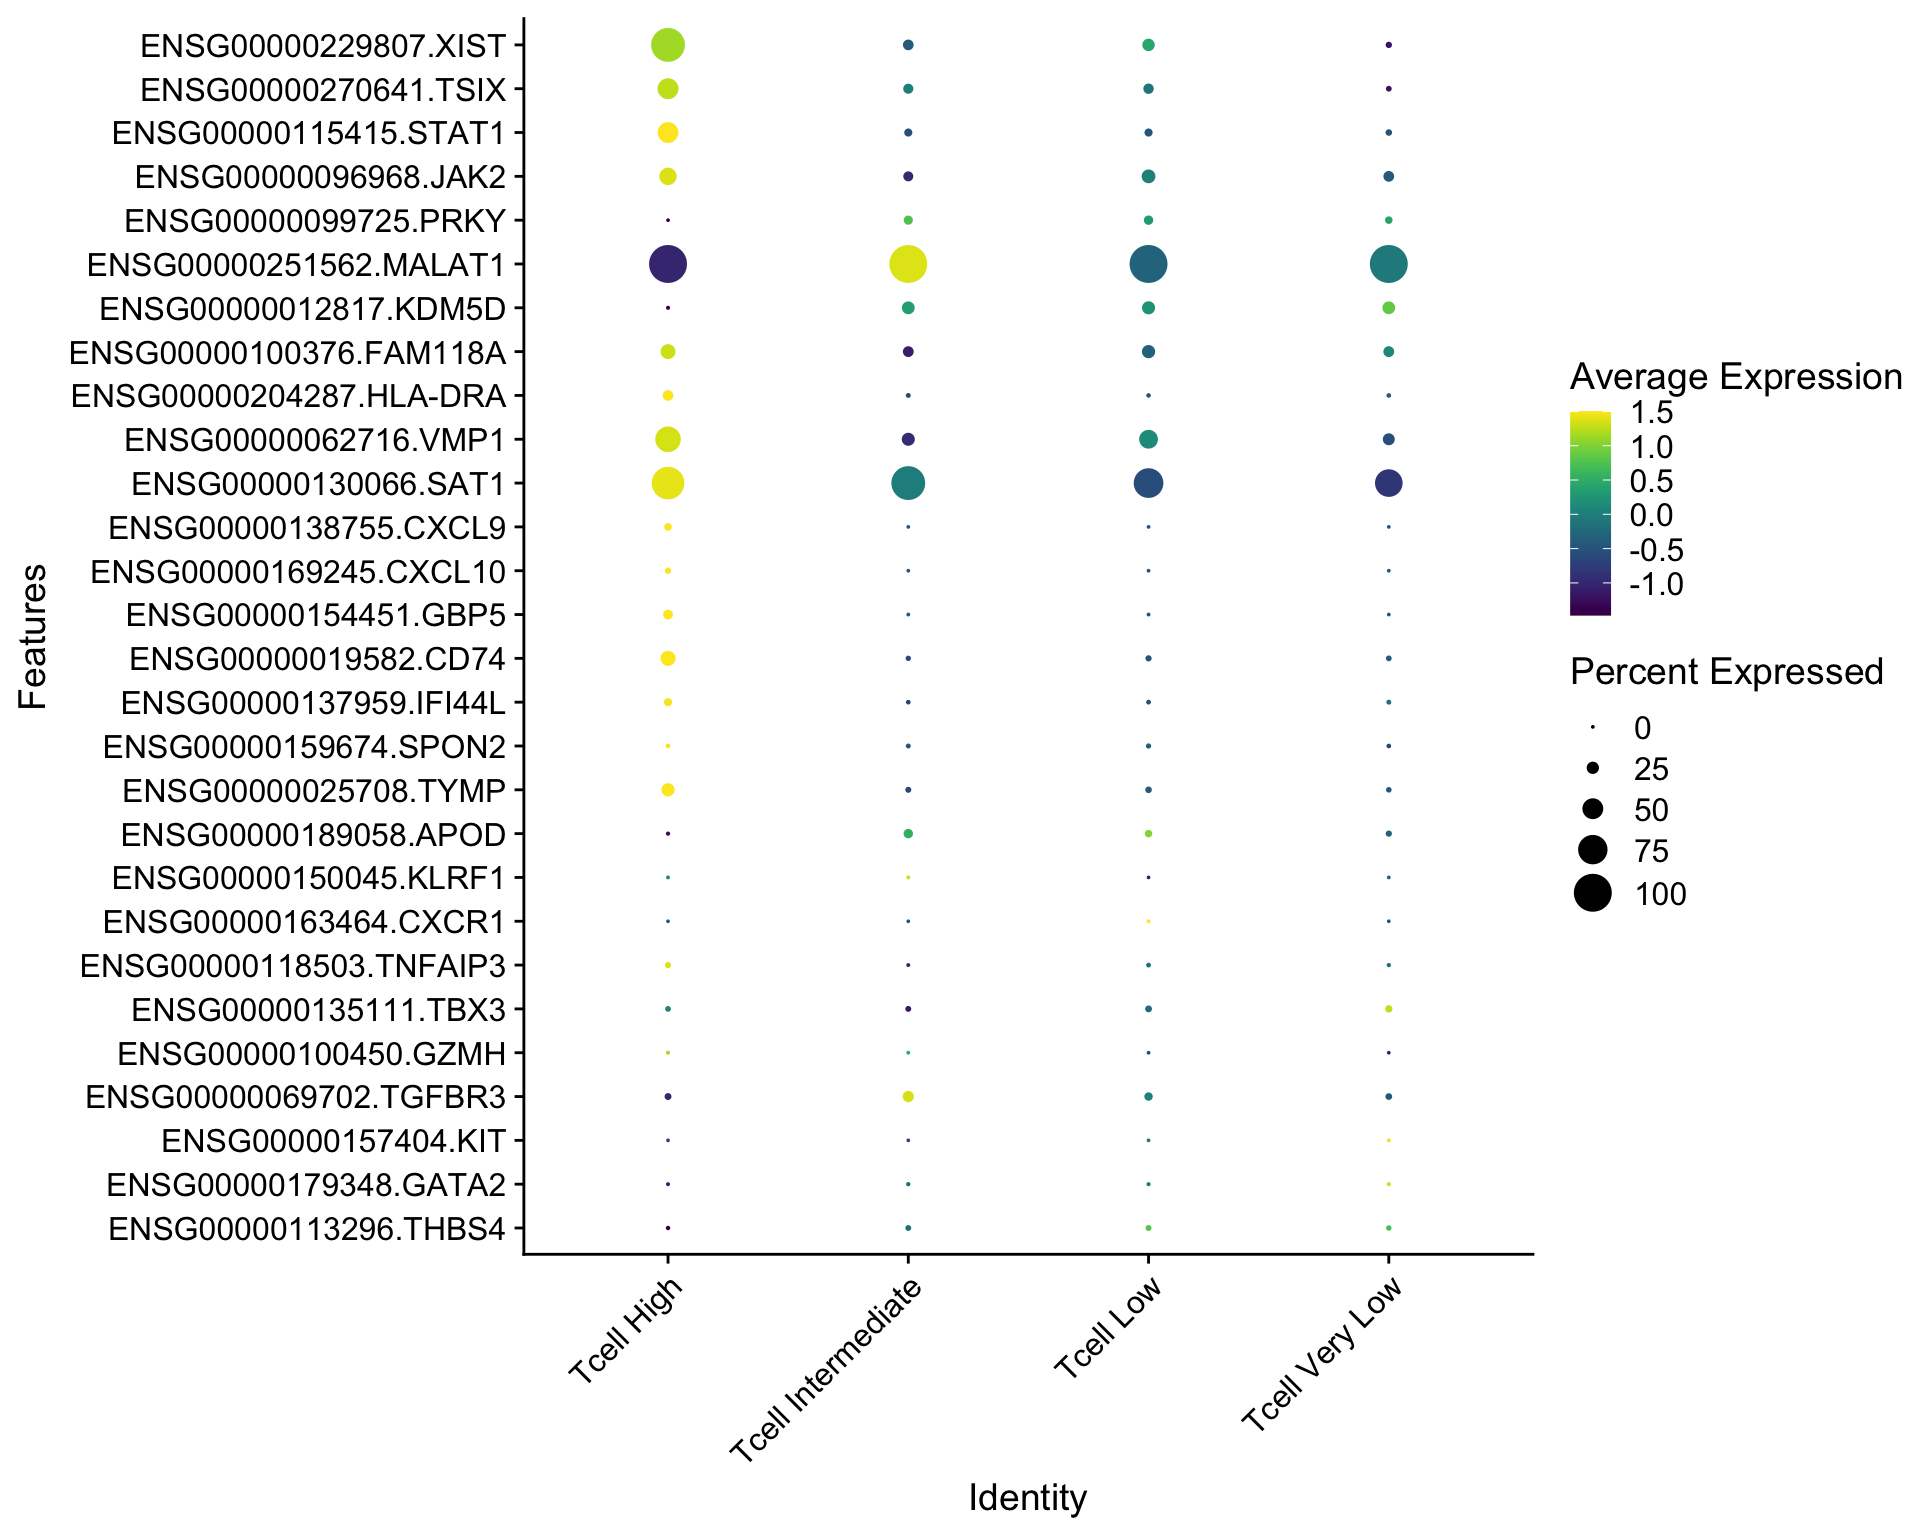 ENSG00000229807.XIST
ENSG00000270641.TSIX
ENSG00000115415.STAT1
ENSG00000096968.JAK2
ENSG00000099725.PRKY
ENSG00000251562.MALAT1
ENSG00000012817.KDM5D
ENSG00000100376.FAM118A
ENSG00000204287.HLA-DRA
ENSG00000062716.VMP1
ENSG00000130066.SAT1
ENSG00000138755.CXCL9
ENSG00000169245.CXCL10
ENSG00000154451.GBP5
ENSG00000019582.CD74
ENSG00000137959.IFI44L
ENSG00000159674.SPON2
ENSG00000025708.TYMP
ENSG00000189058.APOD
ENSG00000150045.KLRF1
ENSG00000163464.CXCR1
ENSG00000118503.TNFAIP3
ENSG00000135111.TBX3
ENSG00000100450.GZMH
ENSG00000069702.TGFBR3
ENSG00000157404.KIT
ENSG00000179348.GATA2
ENSG00000113296.THBS4
Features
Tcell High
Tcell Intermediate
Tcell Low
Tcell Very Low
Identity
Average Expression
1.5
1.0
0.5
0.0
-0.5
-1.0
Percent Expressed
0
25
50
75
100